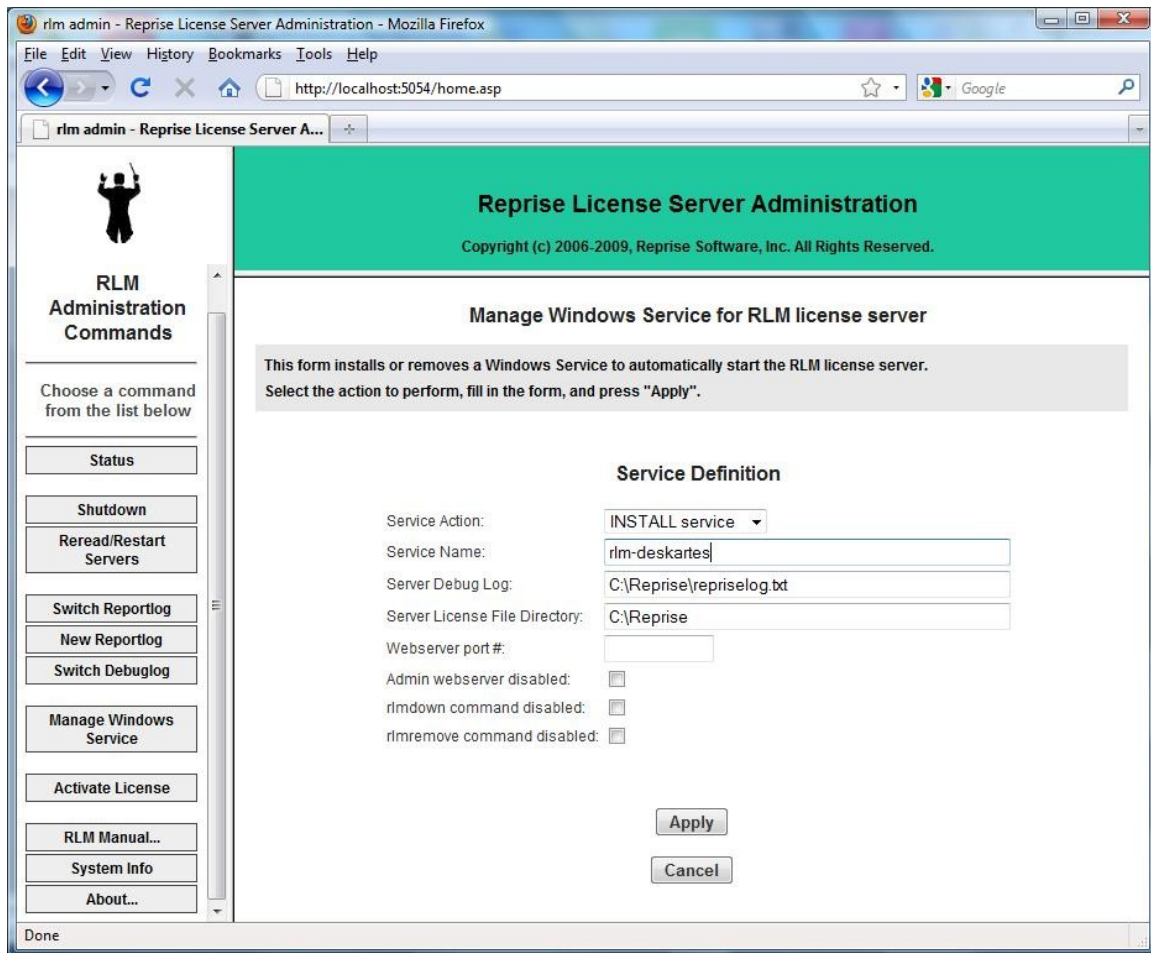 rlm admin - Reprise License Server Administration - Mozilla Firefox
File Edit View History Bookmarks Tools Help
http://localhost:5054/home.asp
Google
rlm admin - Reprise License Server A...
RLM
Administration
Commands
Choose a command
from the list below
Status
Shutdown
Reread/Restart
Servers
Switch Reportlog
New Reportlog
Switch Debuglog
Manage Windows
Service
Activate License
RLM Manual...
System Info
About...
Reprise License Server Administration
Copyright (c) 2006-2009, Reprise Software, Inc. All Rights Reserved.
Manage Windows Service for RLM license server
This form installs or removes a Windows Service to automatically start the RLM license server.
Select the action to perform, fill in the form, and press "Apply".
Service Definition
Service Action: INSTALL service
Service Name: rlm-deskartes
Server Debug Log: C:\Reprise\repriselog.txt
Server License File Directory: C:\Reprise
Webserver port #:
Admin webserver disabled:
rlmdown command disabled:
rlmremove command disabled:
Apply
Cancel
Done